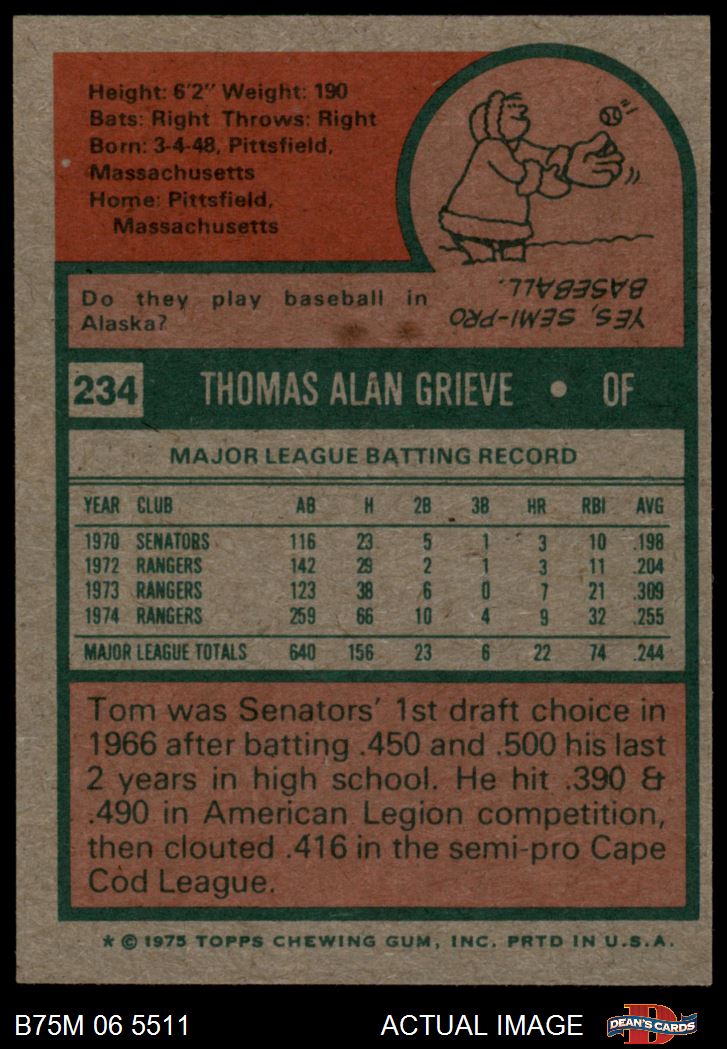 Height: 6'2" Weight: 190
Bats: Right Throws: Right
Born: 3-4-48, Pittsfield,
Massachusetts
Home: Pittsfield,
Massachusetts
Do they play baseball in
Alaska?
YES, SEMI-PRO
BASEBALL.
234 THOMAS ALAN GRIEVE • OF
MAJOR LEAGUE BATTING RECORD
YEAR CLUB AB H 2B 3B HR RBI AVG
1970 SENATORS 116 23 5 1 3 10 .198
1972 RANGERS 142 29 2 1 3 11 .204
1973 RANGERS 123 38 6 0 7 21 .309
1974 RANGERS 259 66 10 4 9 32 .255
MAJOR LEAGUE TOTALS 640 156 23 6 22 74 .244
Tom was Senators' 1st draft choice in
1966 after batting .450 and .500 his last
2 years in high school. He hit .390 &
.490 in American Legion competition,
then clouted .416 in the semi-pro Cape
Cod League.
* © 1975 TOPPS CHEWING GUM, INC. PRTD IN U.S.A.
B75M 06 5511 ACTUAL IMAGE DEAN'S CARDS